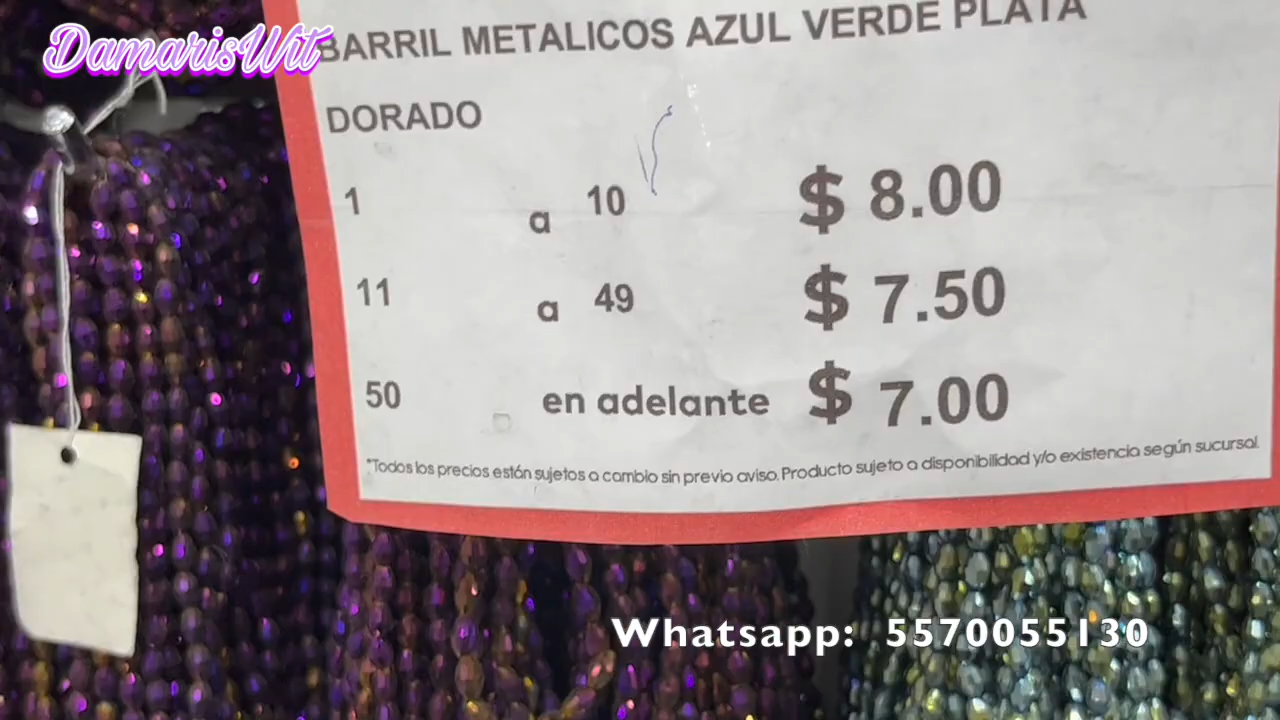 DamarisWit
BARRIL METALICOS AZUL VERDE PLATA
DORADO
1 a 10 $ 8.00
11 a 49 $ 7.50
50 en adelante $ 7.00
*Todos los precios están sujetos a cambio sin previo aviso. Producto sujeto a disponibilidad y/o existencia según sucursal.
Whatsapp: 5570055130